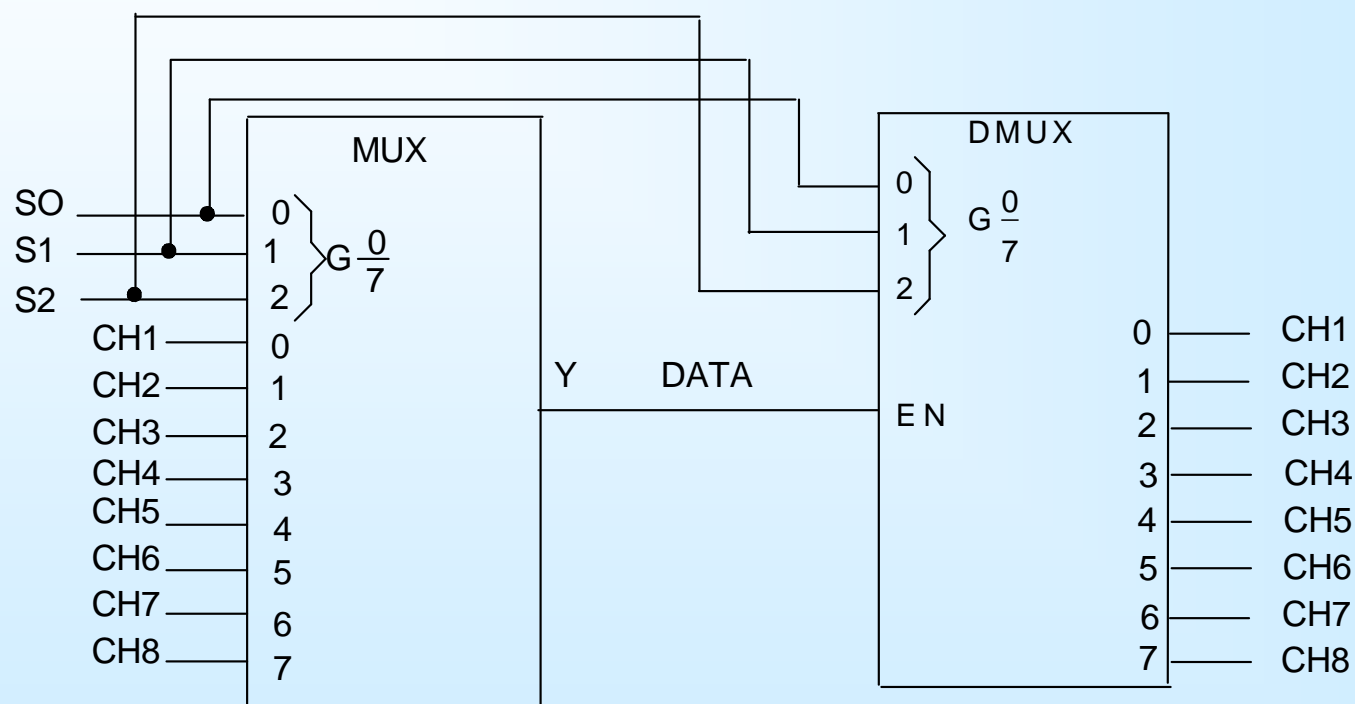 MUX
SO
S1
S2
0
1
2
G 0/7
CH1 0
CH2 1
CH3 2
CH4 3
CH5 4
CH6 5
CH7 6
CH8 7
Y DATA
DMUX
0
1
2
G 0/7
EN
0 CH1
1 CH2
2 CH3
3 CH4
4 CH5
5 CH6
6 CH7
7 CH8